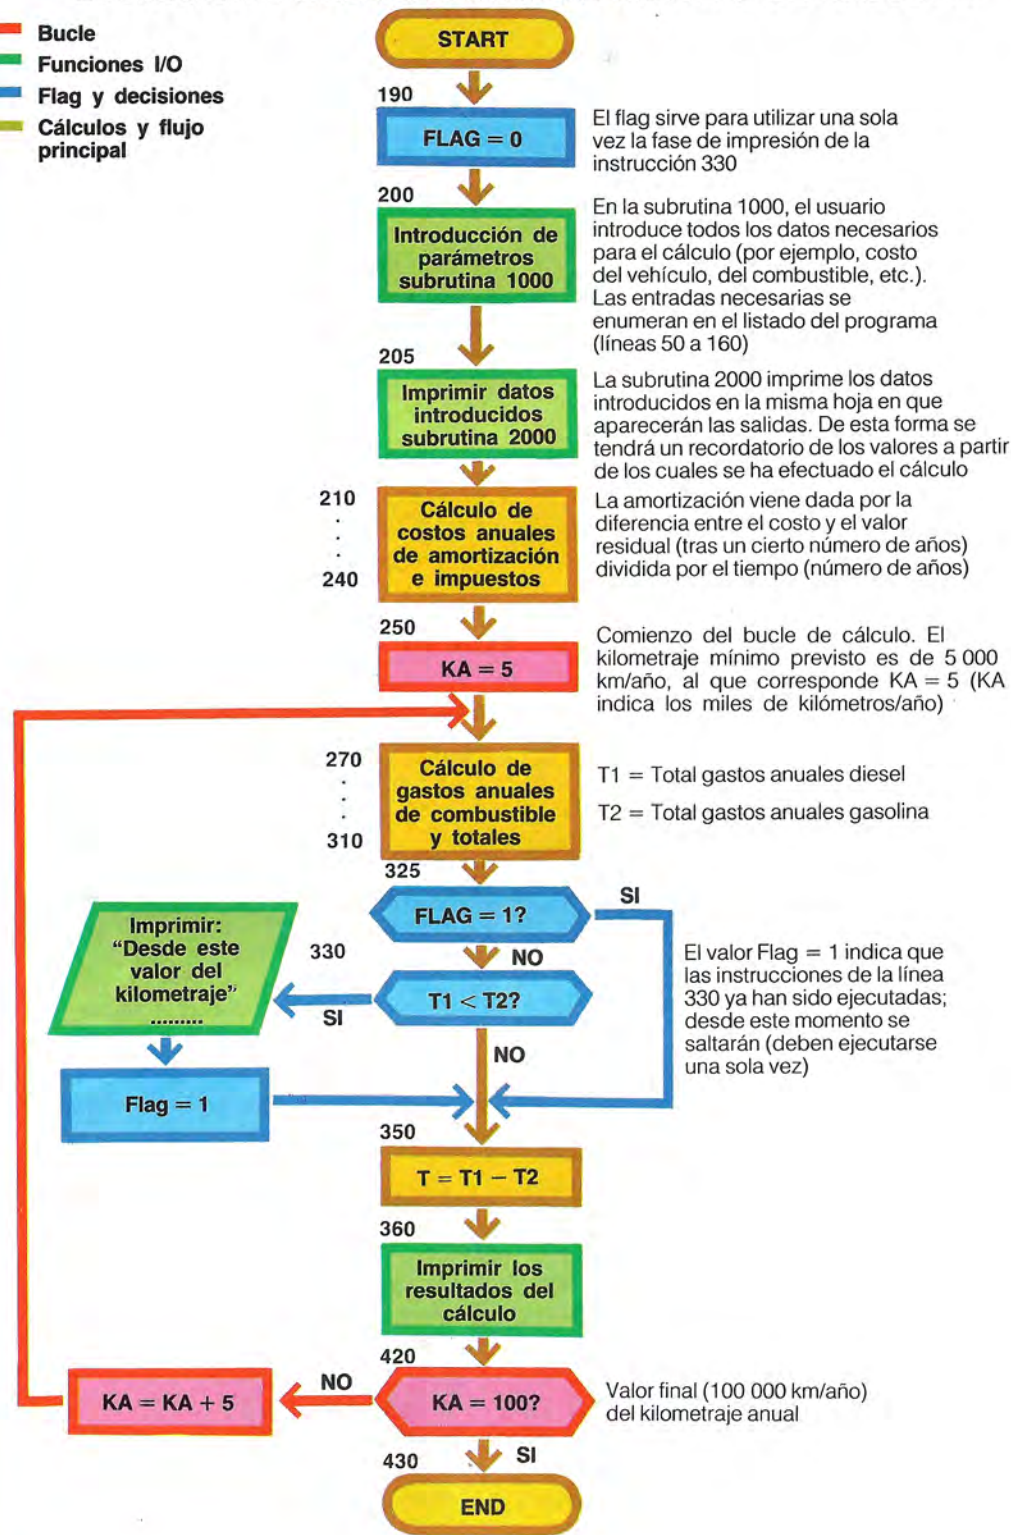 Bucle
Funciones I/O
Flag y decisiones
Cálculos y flujo
principal
START
190
FLAG = 0
El flag sirve para utilizar una sola
vez la fase de impresión de la
instrucción 330
200
Introducción de
parámetros
subrutina 1000
En la subrutina 1000, el usuario
introduce todos los datos necesarios
para el cálculo (por ejemplo, costo
del vehículo, del combustible, etc.).
Las entradas necesarias se
enumeran en el listado del programa
(líneas 50 a 160)
205
Imprimir datos
introducidos
subrutina 2000
La subrutina 2000 imprime los datos
introducidos en la misma hoja en que
aparecerán las salidas. De esta forma se
tendrá un recordatorio de los valores a partir
de los cuales se ha efectuado el cálculo
210
.
.
.
240
Cálculo de
costos anuales
de amortización
e impuestos
La amortización viene dada por la
diferencia entre el costo y el valor
residual (tras un cierto número de años)
dividida por el tiempo (número de años)
250
KA = 5
Comienzo del bucle de cálculo. El
kilometraje mínimo previsto es de 5 000
km/año, al que corresponde KA = 5 (KA
indica los miles de kilómetros/año)
270
.
.
.
310
Cálculo de
gastos anuales
de combustible
y totales
T1 = Total gastos anuales diesel
T2 = Total gastos anuales gasolina
325
FLAG = 1?
SI
NO
330
T1 < T2?
SI
NO
Imprimir:
“Desde este
valor del
kilometraje”
.........
Flag = 1
El valor Flag = 1 indica que
las instrucciones de la línea
330 ya han sido ejecutadas;
desde este momento se
saltarán (deben ejecutarse
una sola vez)
350
T = T1 − T2
360
Imprimir los
resultados del
cálculo
420
KA = 100?
NO
KA = KA + 5
Valor final (100 000 km/año)
del kilometraje anual
SI
430
END